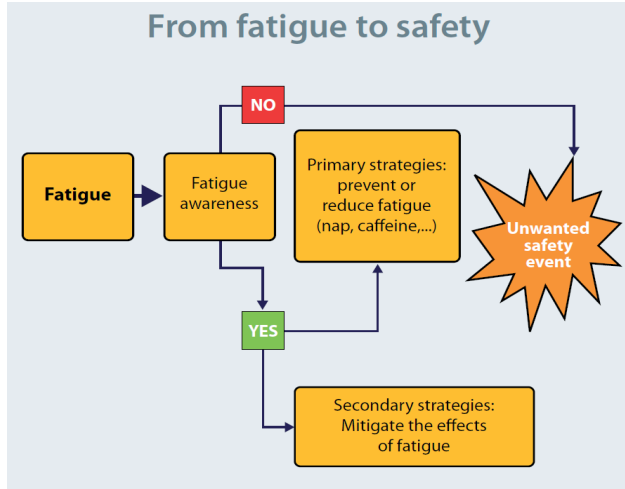 From fatigue to safety
NO
Fatigue
Fatigue
awareness
Primary strategies:
prevent or
reduce fatigue
(nap, caffeine,...)
Unwanted
safety
event
YES
Secondary strategies:
Mitigate the effects
of fatigue